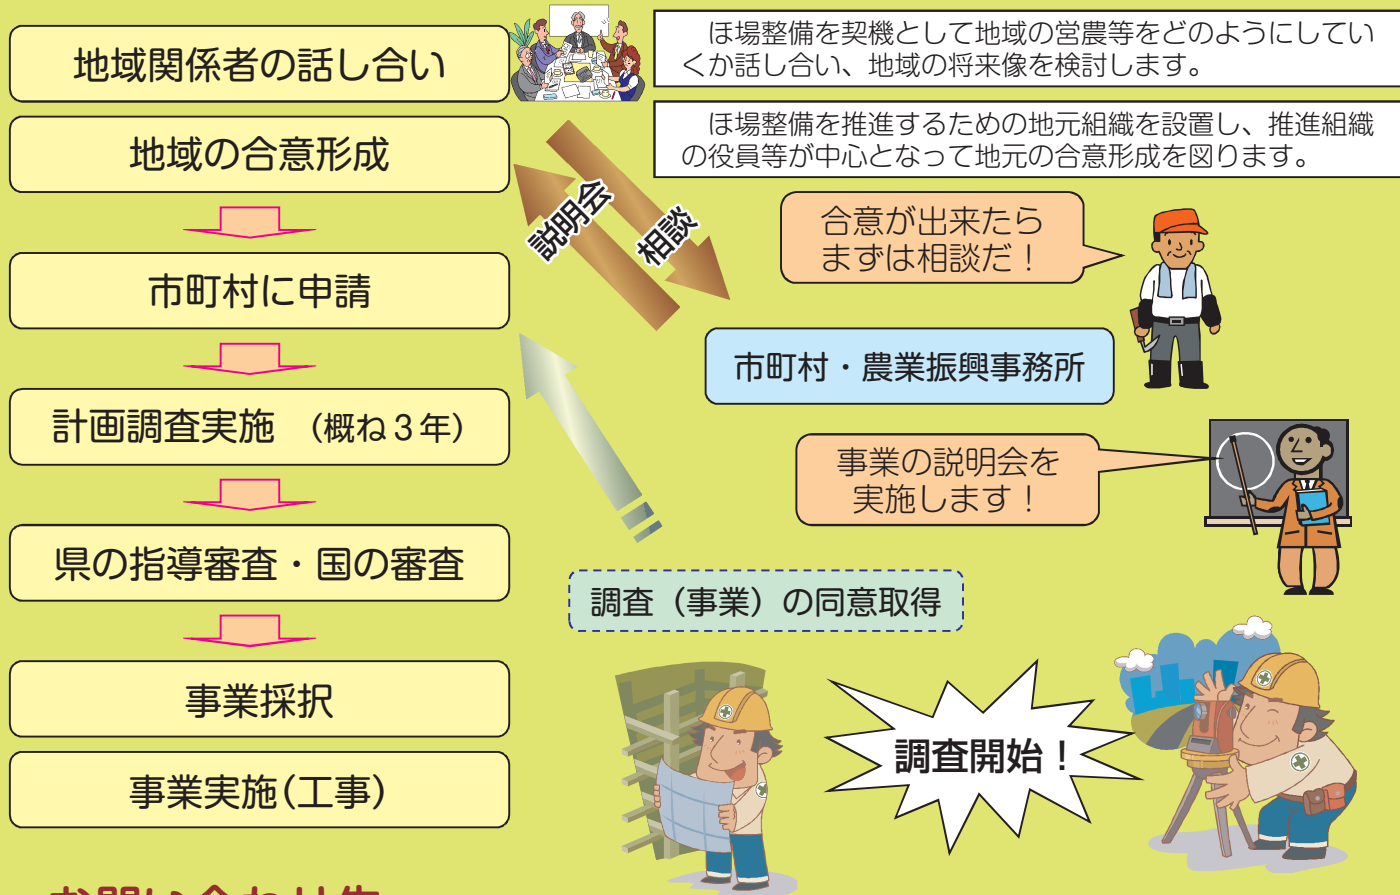 地域関係者の話し合い
ほ場整備を契機として地域の営農等をどのようにしてい
くか話し合い、地域の将来像を検討します。
地域の合意形成
ほ場整備を推進するための地元組織を設置し、推進組織
の役員等が中心となって地元の合意形成を図ります。
説明会
相談
合意が出来たら
まずは相談だ！
市町村に申請
市町村・農業振興事務所
計画調査実施　（概ね３年）
事業の説明会を
実施します！
県の指導審査・国の審査
調査（事業）の同意取得
事業採択
調査開始！
事業実施（工事）
お問い合わせ先